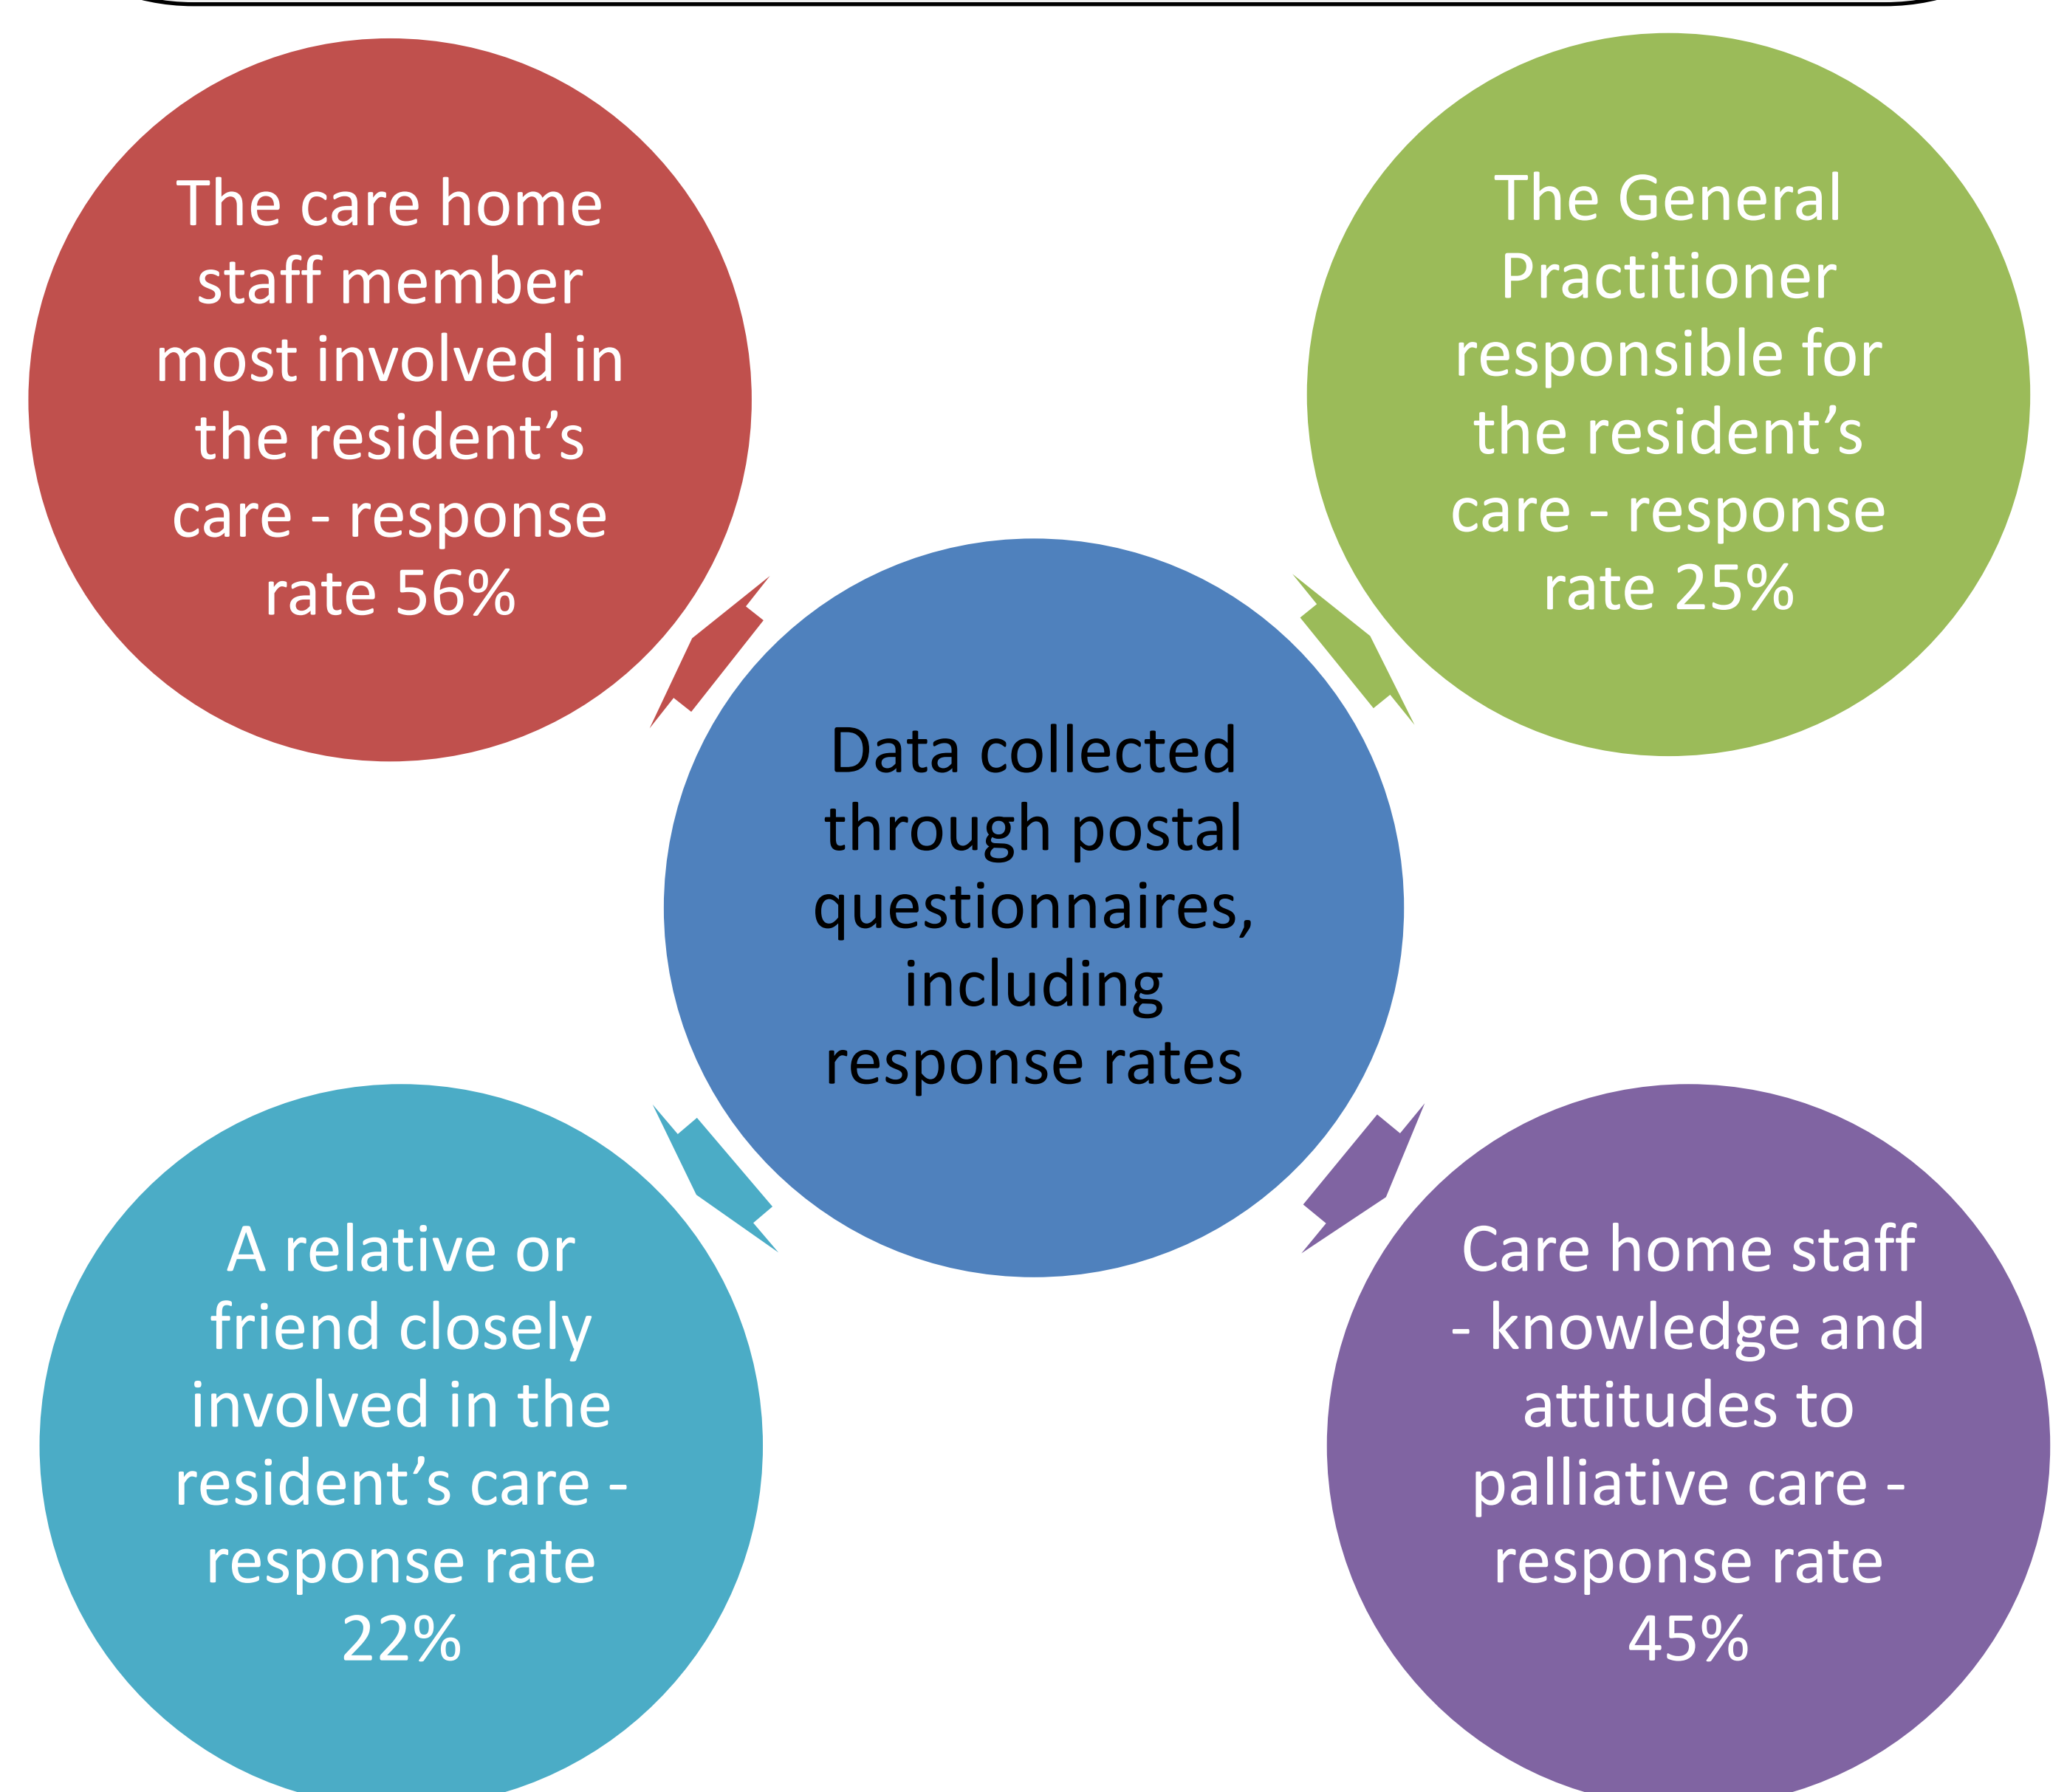 The care home
staff member
most involved in
the resident’s
care - response
rate 56%
The General
Practitioner
responsible for
the resident’s
care - response
rate 25%
Data collected
through postal
questionnaires,
including
response rates
A relative or
friend closely
involved in the
resident’s care -
response rate
22%
Care home staff
- knowledge and
attitudes to
palliative care -
response rate
45%